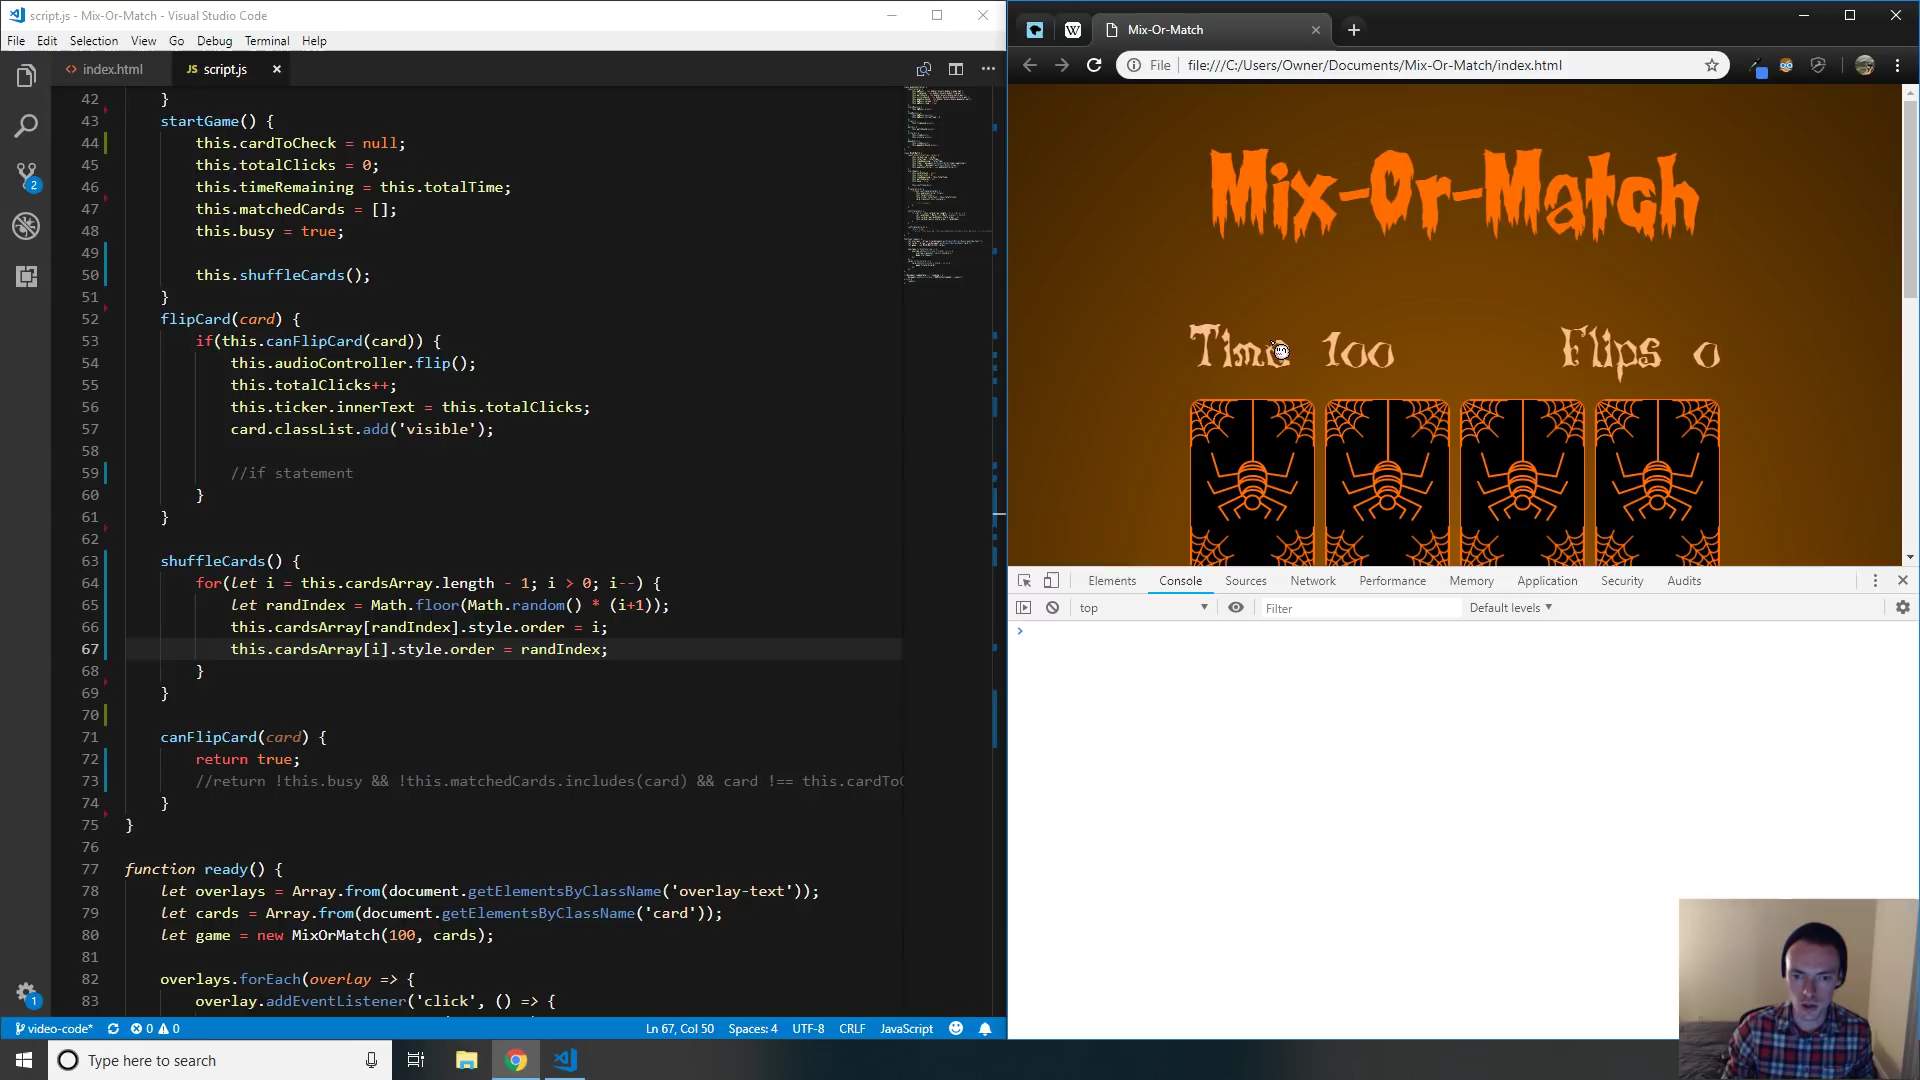 script.js - Mix-Or-Match - Visual Studio Code
File Edit Selection View Go Debug Terminal Help
index.html
JS script.js
42 }
43 startGame() {
44 this.cardToCheck = null;
45 this.totalClicks = 0;
46 this.timeRemaining = this.totalTime;
47 this.matchedCards = [];
48 this.busy = true;
49
50 this.shuffleCards();
51 }
52 flipCard(card) {
53 if(this.canFlipCard(card)) {
54 this.audioController.flip();
55 this.totalClicks++;
56 this.ticker.innerText = this.totalClicks;
57 card.classList.add('visible');
58
59 //if statement
60 }
61 }
62
63 shuffleCards() {
64 for(let i = this.cardsArray.length - 1; i > 0; i--) {
65 let randIndex = Math.floor(Math.random() * (i+1));
66 this.cardsArray[randIndex].style.order = i;
67 this.cardsArray[i].style.order = randIndex;
68 }
69 }
70
71 canFlipCard(card) {
72 return true;
73 //return !this.busy && !this.matchedCards.includes(card) && card !== this.cardToC
74 }
75 }
76
77 function ready() {
78 let overlays = Array.from(document.getElementsByClassName('overlay-text'));
79 let cards = Array.from(document.getElementsByClassName('card'));
80 let game = new MixOrMatch(100, cards);
81
82 overlays.forEach(overlay => {
83 overlay.addEventListener('click', () => {
2
1
video-code* 0 0 Ln 67, Col 50 Spaces: 4 UTF-8 CRLF JavaScript
W Mix-Or-Match
File file:///C:/Users/Owner/Documents/Mix-Or-Match/index.html
Mix-Or-Match
Time 100 Flips 0
Elements Console Sources Network Performance Memory Application Security Audits
top Filter Default levels
Type here to search